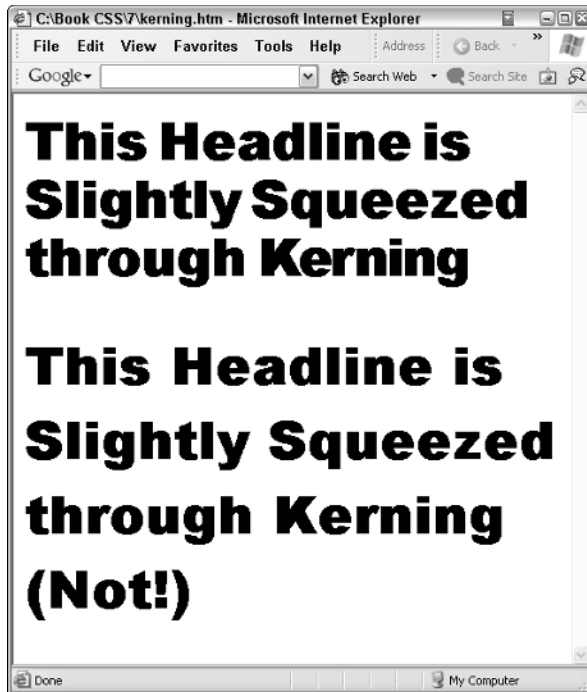 C:\Book CSS\7\kerning.htm - Microsoft Internet Explorer
File Edit View Favorites Tools Help Address Back »
Google Search Web Search Site
This Headline is
Slightly Squeezed
through Kerning
This Headline is
Slightly Squeezed
through Kerning
(Not!)
Done My Computer